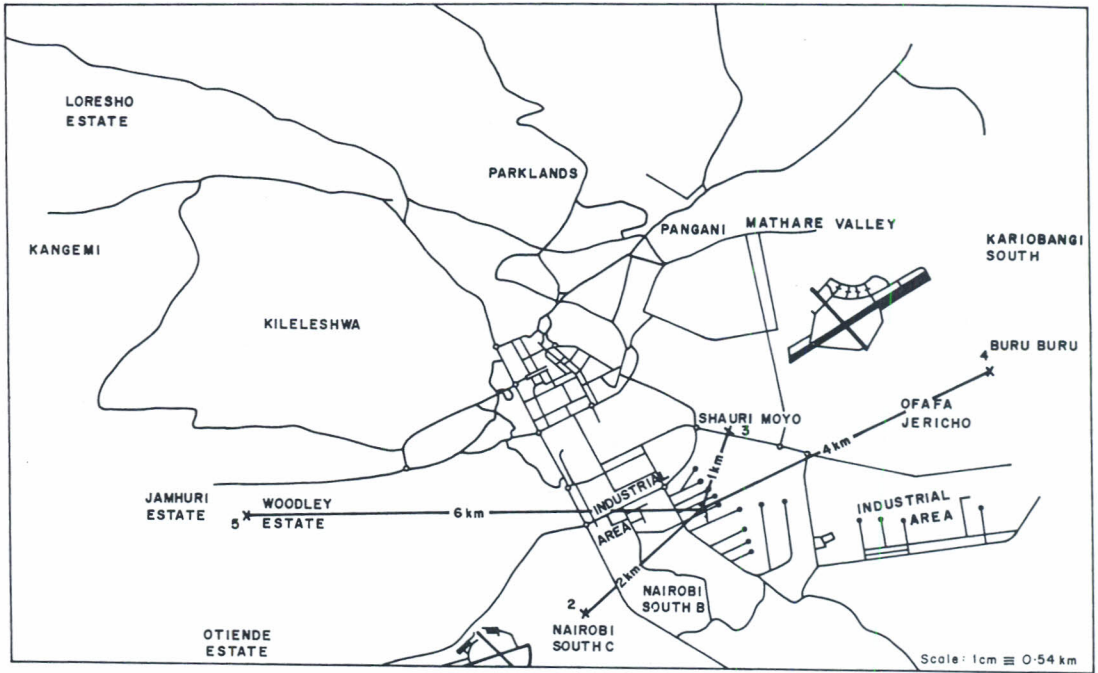 LORESHO
ESTATE
PARKLANDS
PANGANI
MATHARE VALLEY
KARIOBANGI
SOUTH
KANGEMI
KILELESHWA
4
BURU BURU
OFAFA
JERICHO
SHAURI MOYO
3
4km
1km
JAMHURI
ESTATE
5
WOODLEY
ESTATE
6km
INDUSTRIAL
AREA
INDUSTRIAL
AREA
2km
2
NAIROBI
SOUTH B
NAIROBI
SOUTH C
OTIENDE
ESTATE
Scale: 1cm ≡ 0·54 km